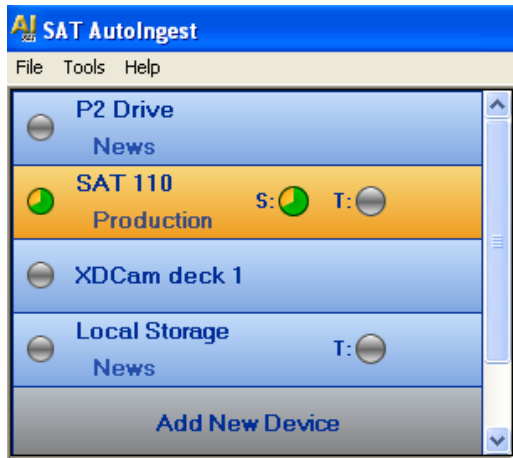 SAT AutoIngest
File Tools Help
P2 Drive
News
SAT 110 S: T:
Production
XDCam deck 1
Local Storage T:
News
Add New Device